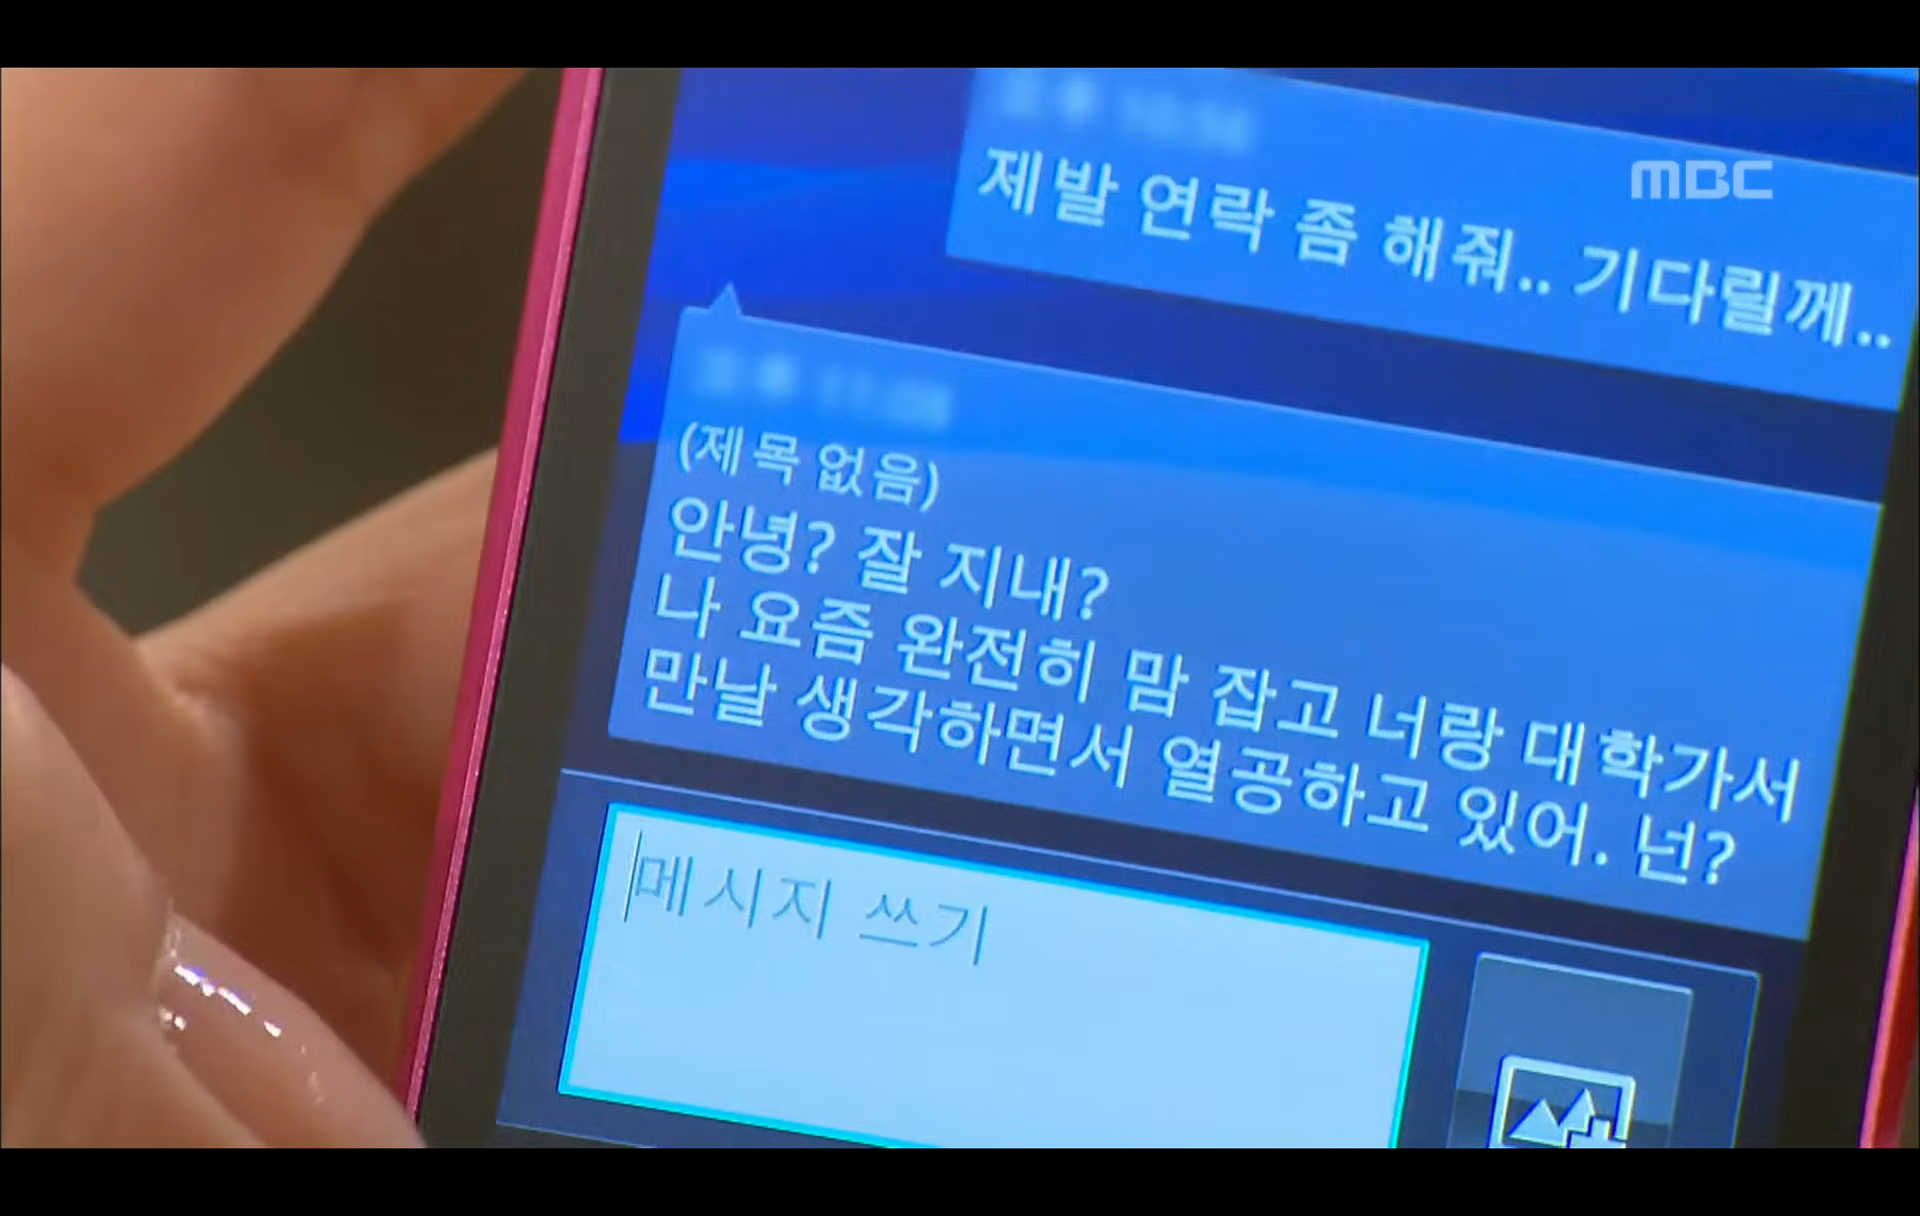 MBC
제발 연락 좀 해줘.. 기다릴께..
(제목 없음)
안녕? 잘 지내?
나 요즘 완전히 맘 잡고 너랑 대학가서
만날 생각하면서 열공하고 있어. 넌?
메시지 쓰기